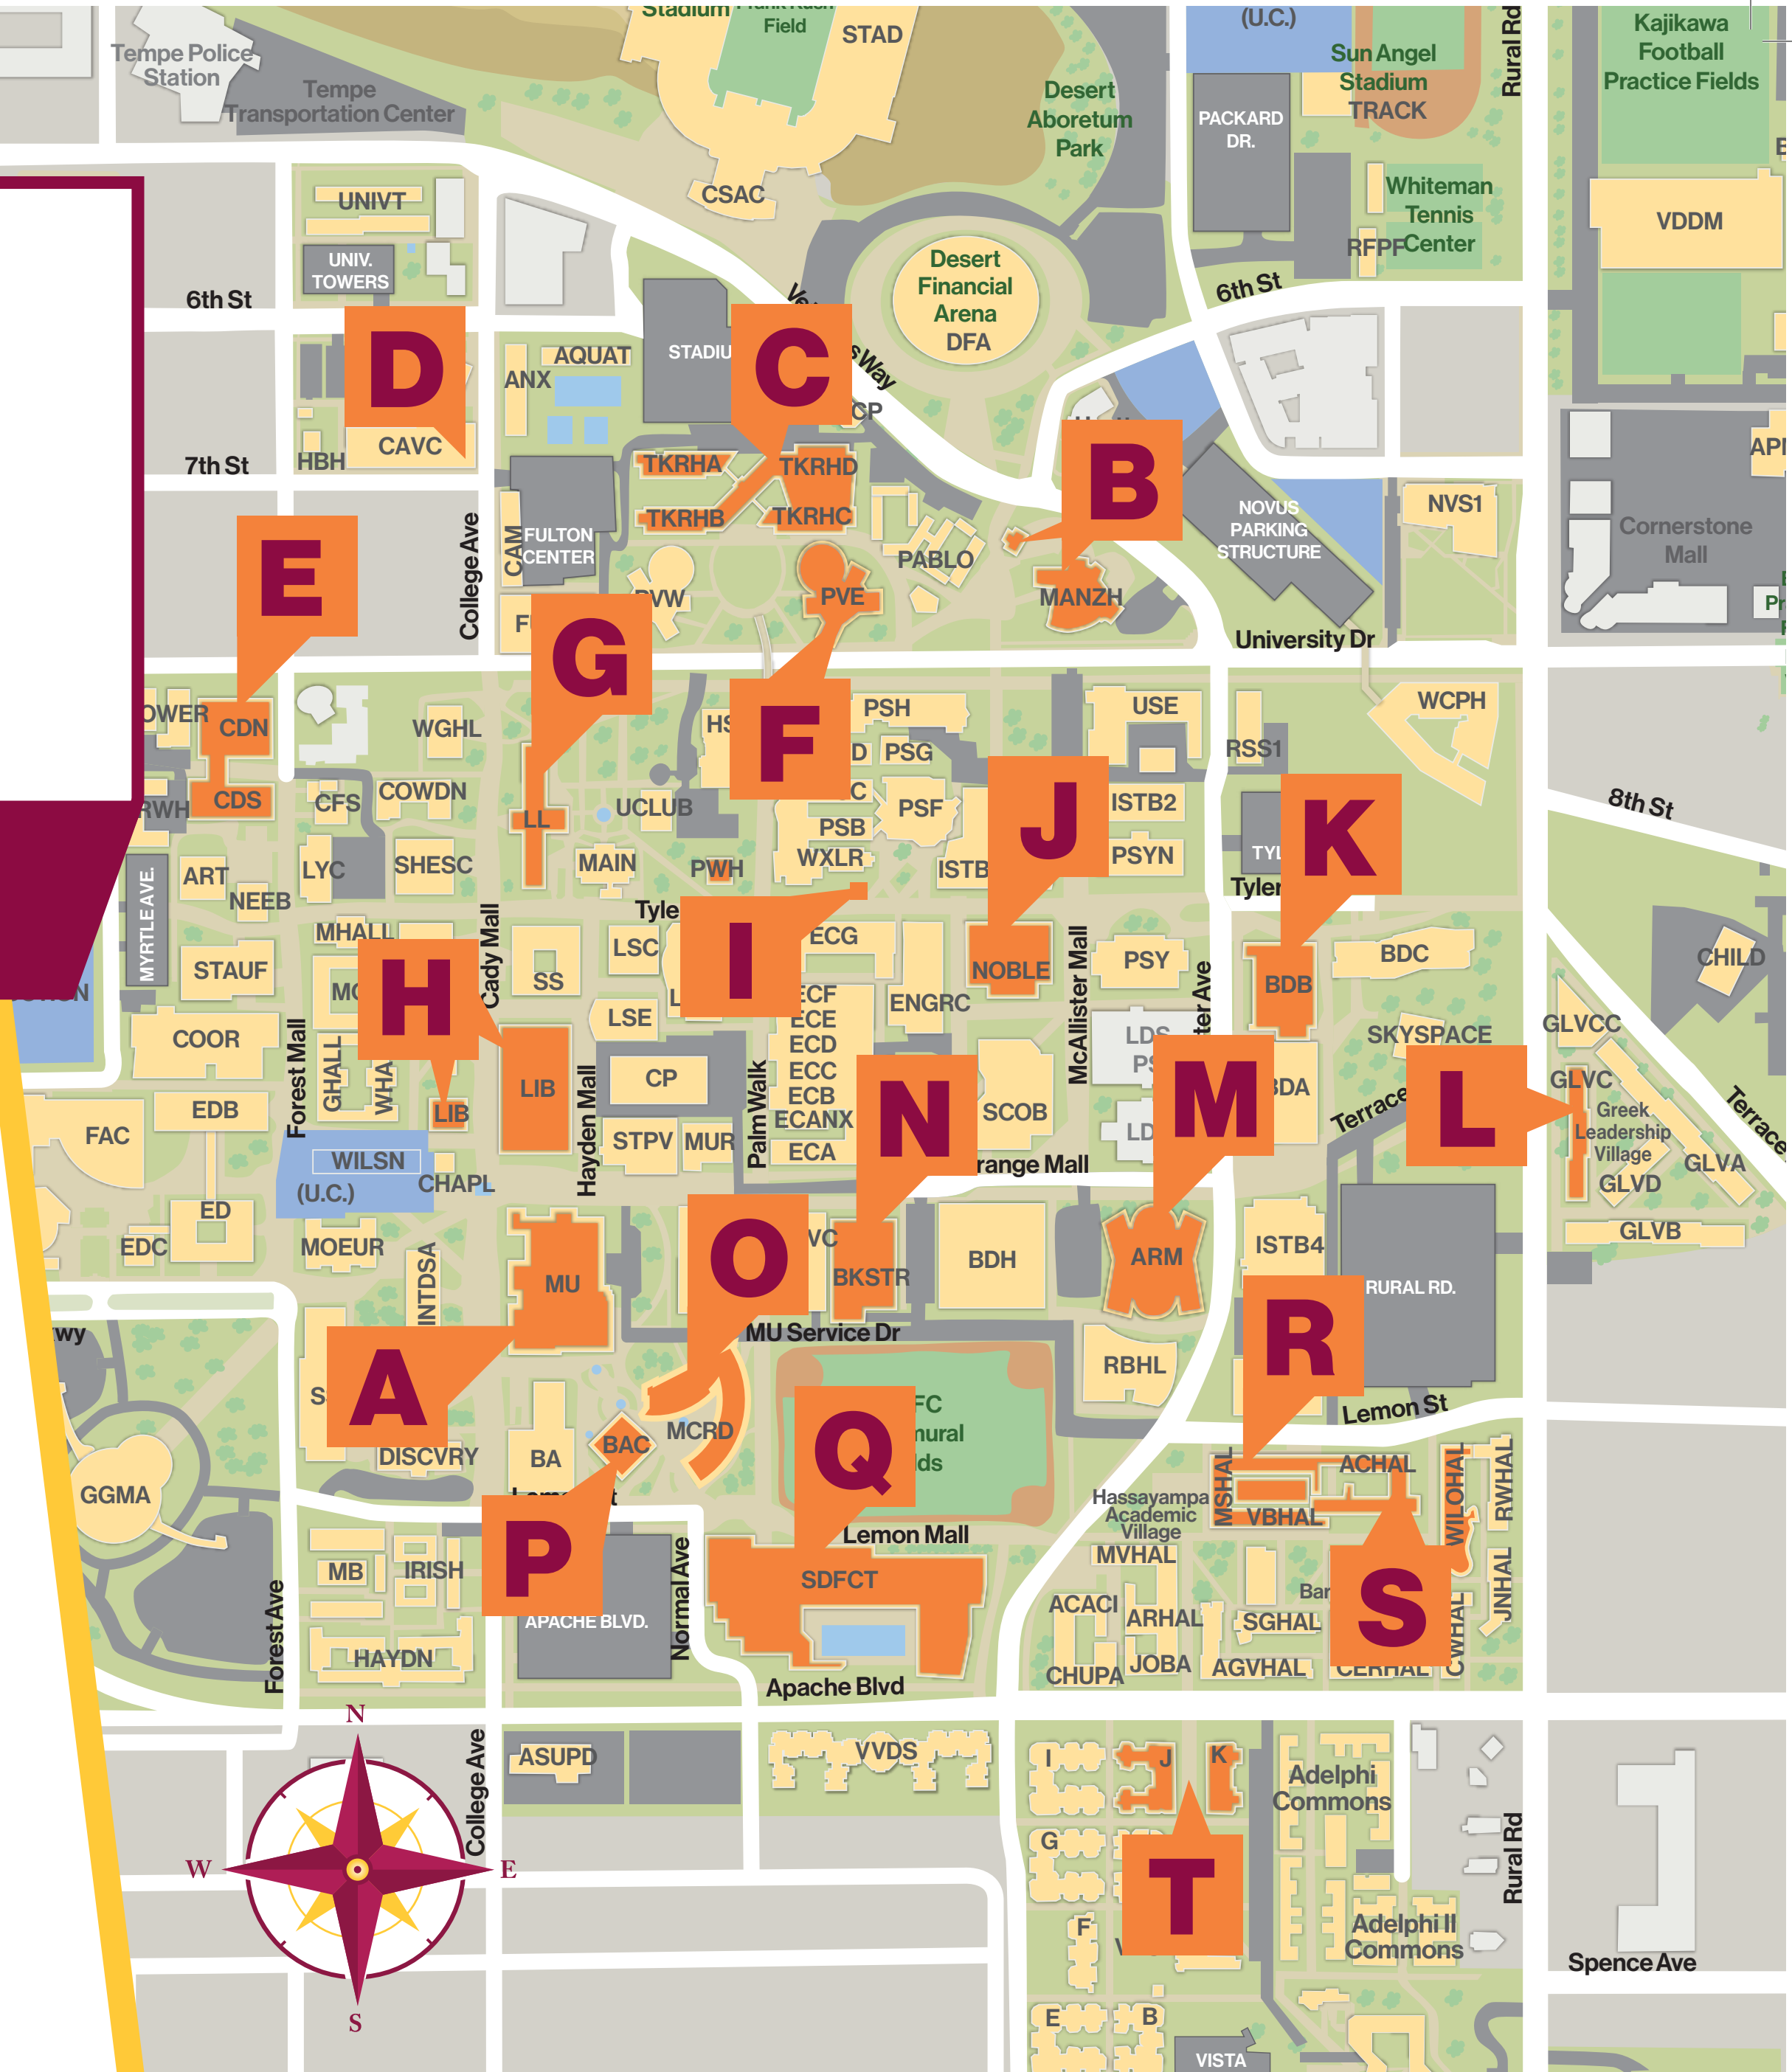 Stadium
Field
STAD
(U.C.)
Rural Rd
Kajikawa
Football
Practice Fields
Tempe Police
Station
Tempe
Transportation Center
Sun Angel
Stadium
TRACK
Desert
Aboretum
Park
PACKARD
DR.
CSAC
UNIVT
Whiteman
Tennis
Center
RFPF
VDDM
UNIV.
TOWERS
Desert
Financial
Arena
DFA
6th St
6th St
D
C
AQUAT
ANX
STADIU
Way
CP
HBH
CAVC
7th St
TKRHA
TKRHD
TKRHB
TKRHC
B
NOVUS
PARKING
STRUCTURE
NVS1
Cornerstone
Mall
E
College Ave
CAM
FULTON
CENTER
PABLO
PVE
MANZH
University Dr
G
F
OWER
CDN
WGHL
PSH
USE
WCPH
PSG
RSS1
CDS
RWH
CFS
COWDN
LL
UCLUB
PSF
PSB
ISTB2
J
K
8th St
ART
LYC
SHESC
MAIN
PWH
WXLR
ISTB
PSYN
TYL
Tyler
NEEB
MYRTLE AVE.
MHALL
Cady Mall
Tyle
I
STAUF
H
SS
LSC
ECG
NOBLE
McAllister Mall
PSY
BDB
BDC
CHILD
COOR
LSE
ECF
ECE
ENGRC
LDS
SKYSPACE
GLVCC
Forest Mall
GHALL
WHA
LIB
LIB
CP
ECD
ECC
ECB
ECANX
ECA
N
SCOB
M
BDA
Terrace
L
GLVC
Greek
Leadership
Village
GLVA
GLVD
GLVB
Terrace
EDB
FAC
WILSN
(U.C.)
CHAPL
Hayden Mall
STPV
MUR
Palm Walk
range Mall
ED
EDC
MOEUR
INTDSA
MU
O
VC
BKSTR
BDH
ARM
ISTB4
RURAL RD.
MU Service Dr
A
R
RBHL
Lemon St
DISCVRY
BA
BAC
MCRD
Q
GGMA
P
MSHAL
ACHAL
VBHAL
WILOHAL
RWHAL
Hassayampa
Academic
Village
Lemon Mall
MB
IRISH
SDFCT
MVHAL
S
JNHAL
APACHE BLVD.
Normal Ave
Forest Ave
HAYDN
ACACI
ARHAL
SGHAL
CHUPA
JOBA
AGVHAL
CERHAL
Apache Blvd
N
W
E
S
College Ave
ASUPD
VVDS
I
J
K
Adelphi
Commons
G
T
Rural Rd
F
Adelphi II
Commons
Spence Ave
E
B
VISTA